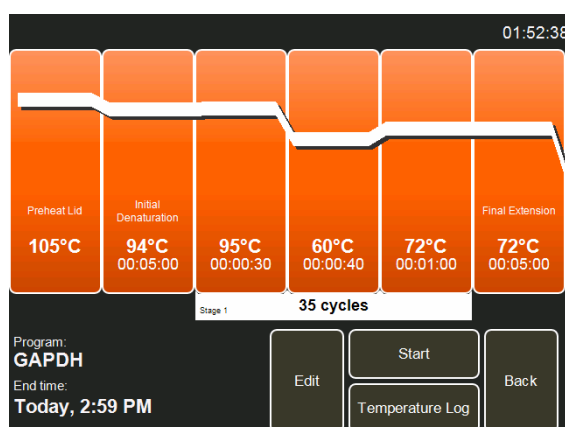 01:52:38
Preheat Lid
105°C
Initial
Denaturation
94°C
00:05:00
95°C
00:00:30
60°C
00:00:40
72°C
00:01:00
Final Extension
72°C
00:05:00
Stage 1
35 cycles
Program:
GAPDH
End time:
Today, 2:59 PM
Edit
Start
Temperature Log
Back